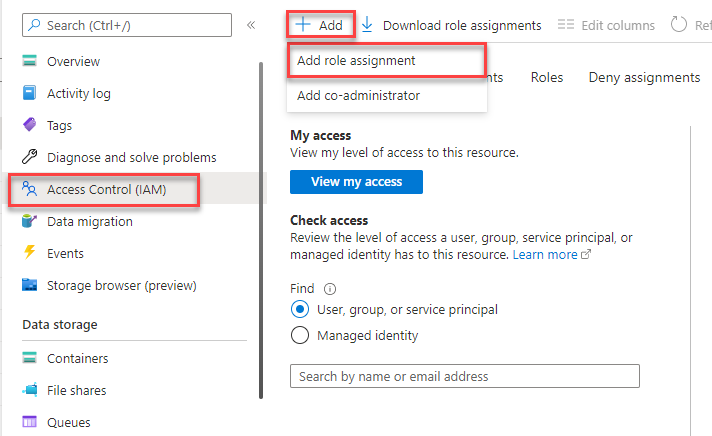 Search (Ctrl+/)
«
Overview
Activity log
Tags
Diagnose and solve problems
Access Control (IAM)
Data migration
Events
Storage browser (preview)
Data storage
Containers
File shares
Queues
+ Add
Download role assignments
Edit columns
Add role assignment
Add co-administrator
Roles
Deny assignments
My access
View my level of access to this resource.
View my access
Check access
Review the level of access a user, group, service principal, or
managed identity has to this resource. Learn more
Find
User, group, or service principal
Managed identity
Search by name or email address